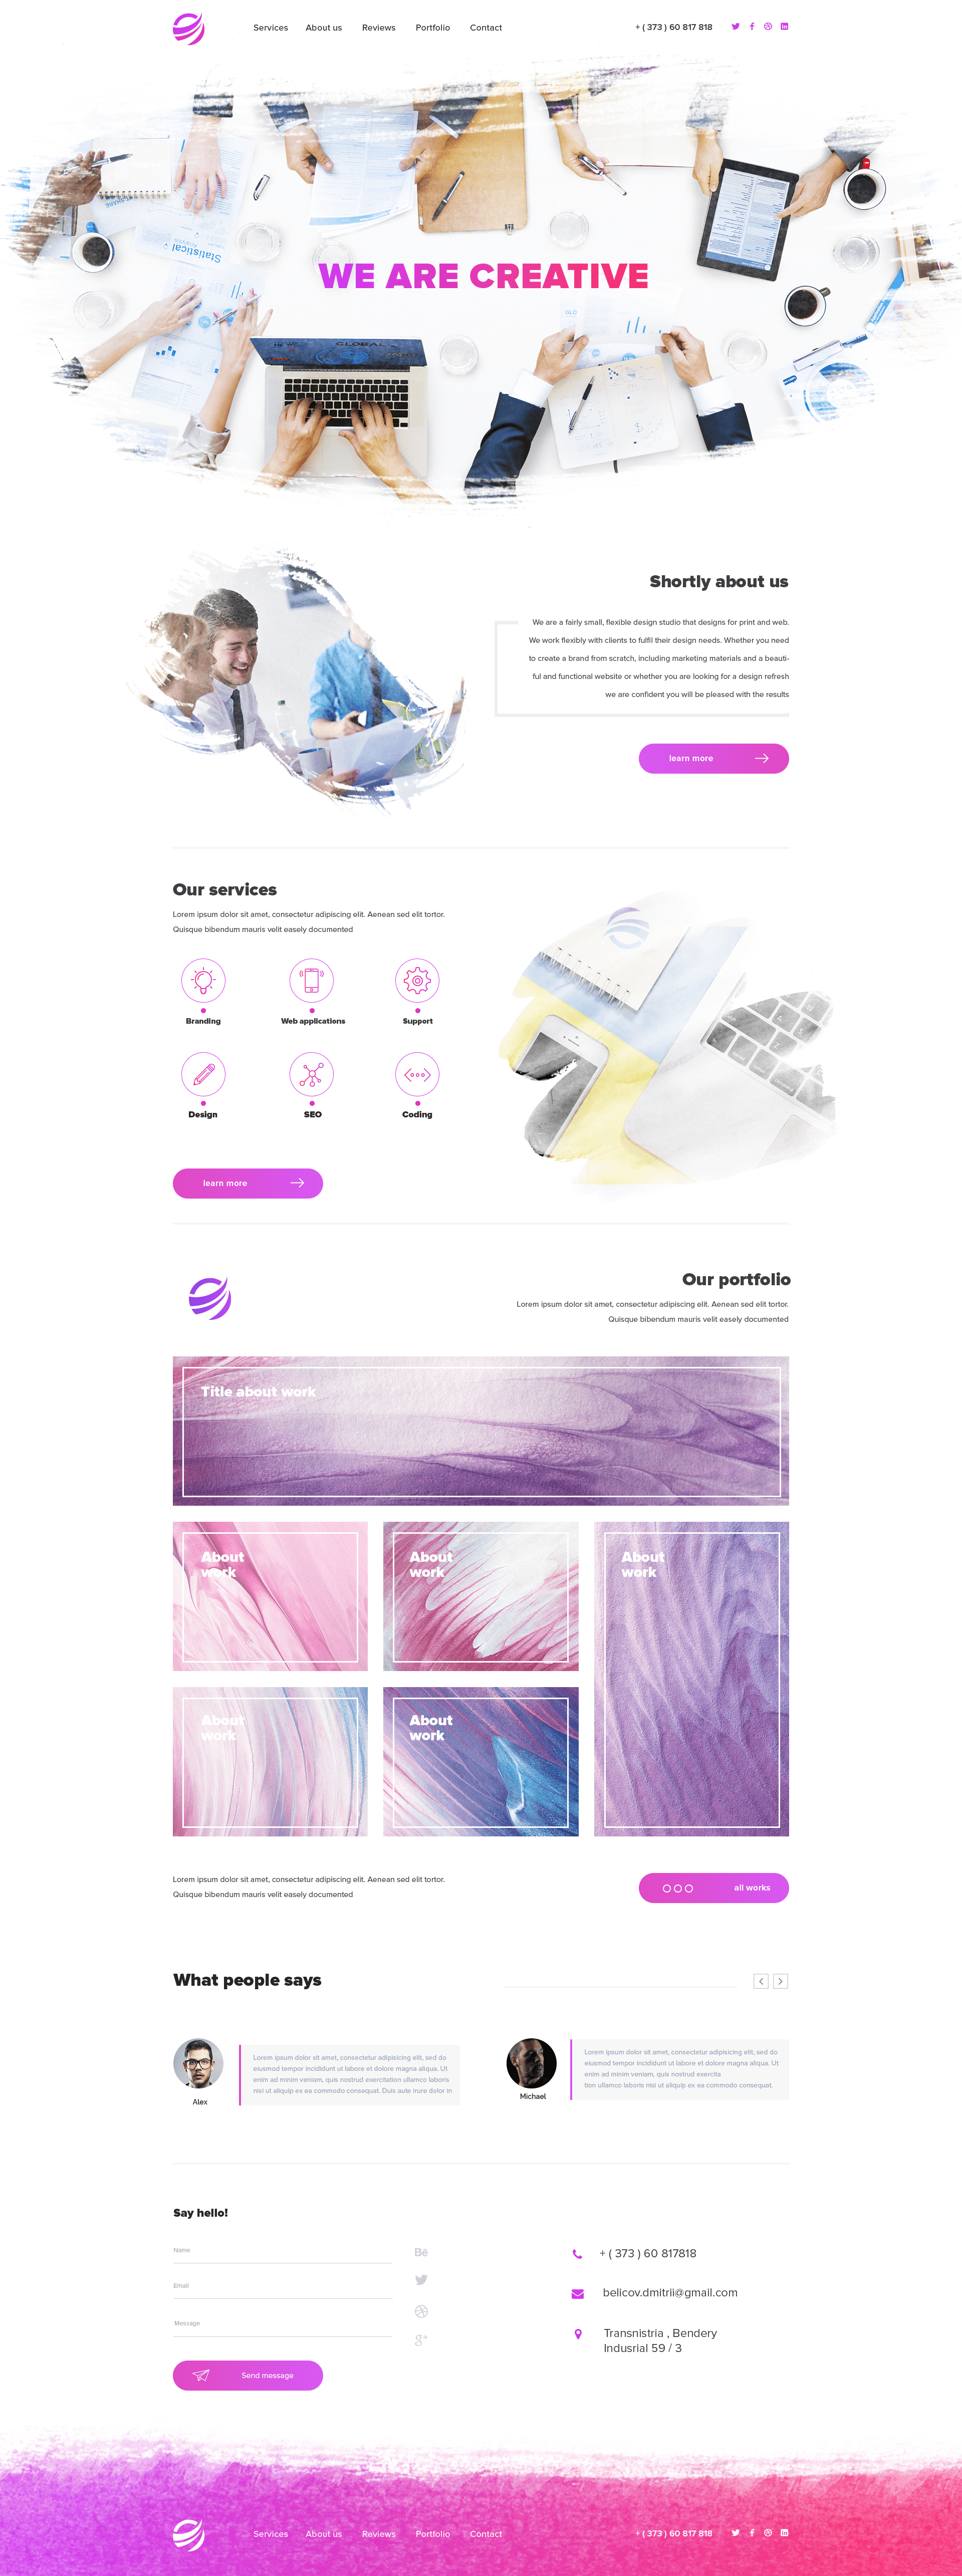 Services About us Reviews Portfolio Contact + ( 373 ) 60 817 818
Statistical
Analysis
WE ARE CREATIVE
GLO
GLOBAL
Shortly about us
We are a fairly small, flexible design studio that designs for print and web.
We work flexibly with clients to fulfil their design needs. Whether you need
to create a brand from scratch, including marketing materials and a beauti-
ful and functional website or whether you are looking for a design refresh
we are confident you will be pleased with the results
learn more
Our services
Lorem ipsum dolor sit amet, consectetur adipiscing elit. Aenean sed elit tortor.
Quisque bibendum mauris velit easely documented
Branding Web applications Support
Design SEO Coding
learn more
Our portfolio
Lorem ipsum dolor sit amet, consectetur adipiscing elit. Aenean sed elit tortor.
Quisque bibendum mauris velit easely documented
Title about work
About
work
About
work
About
work
About
work
About
work
Lorem ipsum dolor sit amet, consectetur adipiscing elit. Aenean sed elit tortor.
Quisque bibendum mauris velit easely documented
all works
What people says
Lorem ipsum dolor sit amet, consectetur adipisicing elit, sed do
eiusmod tempor incididunt ut labore et dolore magna aliqua. Ut
enim ad minim veniam, quis nostrud exercitation ullamco laboris
nisi ut aliquip ex ea commodo consequat. Duis aute irure dolor in
Alex
Lorem ipsum dolor sit amet, consectetur adipisicing elit, sed do
eiusmod tempor incididunt ut labore et dolore magna aliqua. Ut
enim ad minim veniam, quis nostrud exercita
tion ullamco laboris nisi ut aliquip ex ea commodo consequat.
Michael
Say hello!
Name
Email
Message
Send message
Bē
g+
+ ( 373 ) 60 817818
belicov.dmitrii@gmail.com
Transnistria , Bendery
Indusrial 59 / 3
Services About us Reviews Portfolio Contact + ( 373 ) 60 817 818